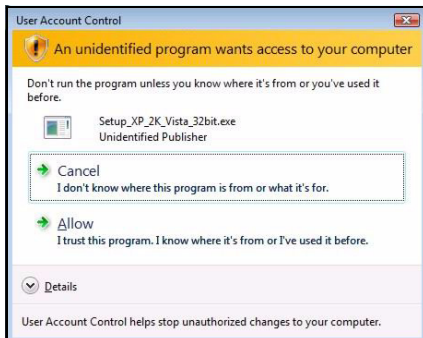 User Account Control
An unidentified program wants access to your computer
Don't run the program unless you know where it's from or you've used it
before.
Setup_XP_2K_Vista_32bit.exe
Unidentified Publisher
Cancel
I don't know where this program is from or what it's for.
Allow
I trust this program. I know where it's from or I've used it before.
Details
User Account Control helps stop unauthorized changes to your computer.